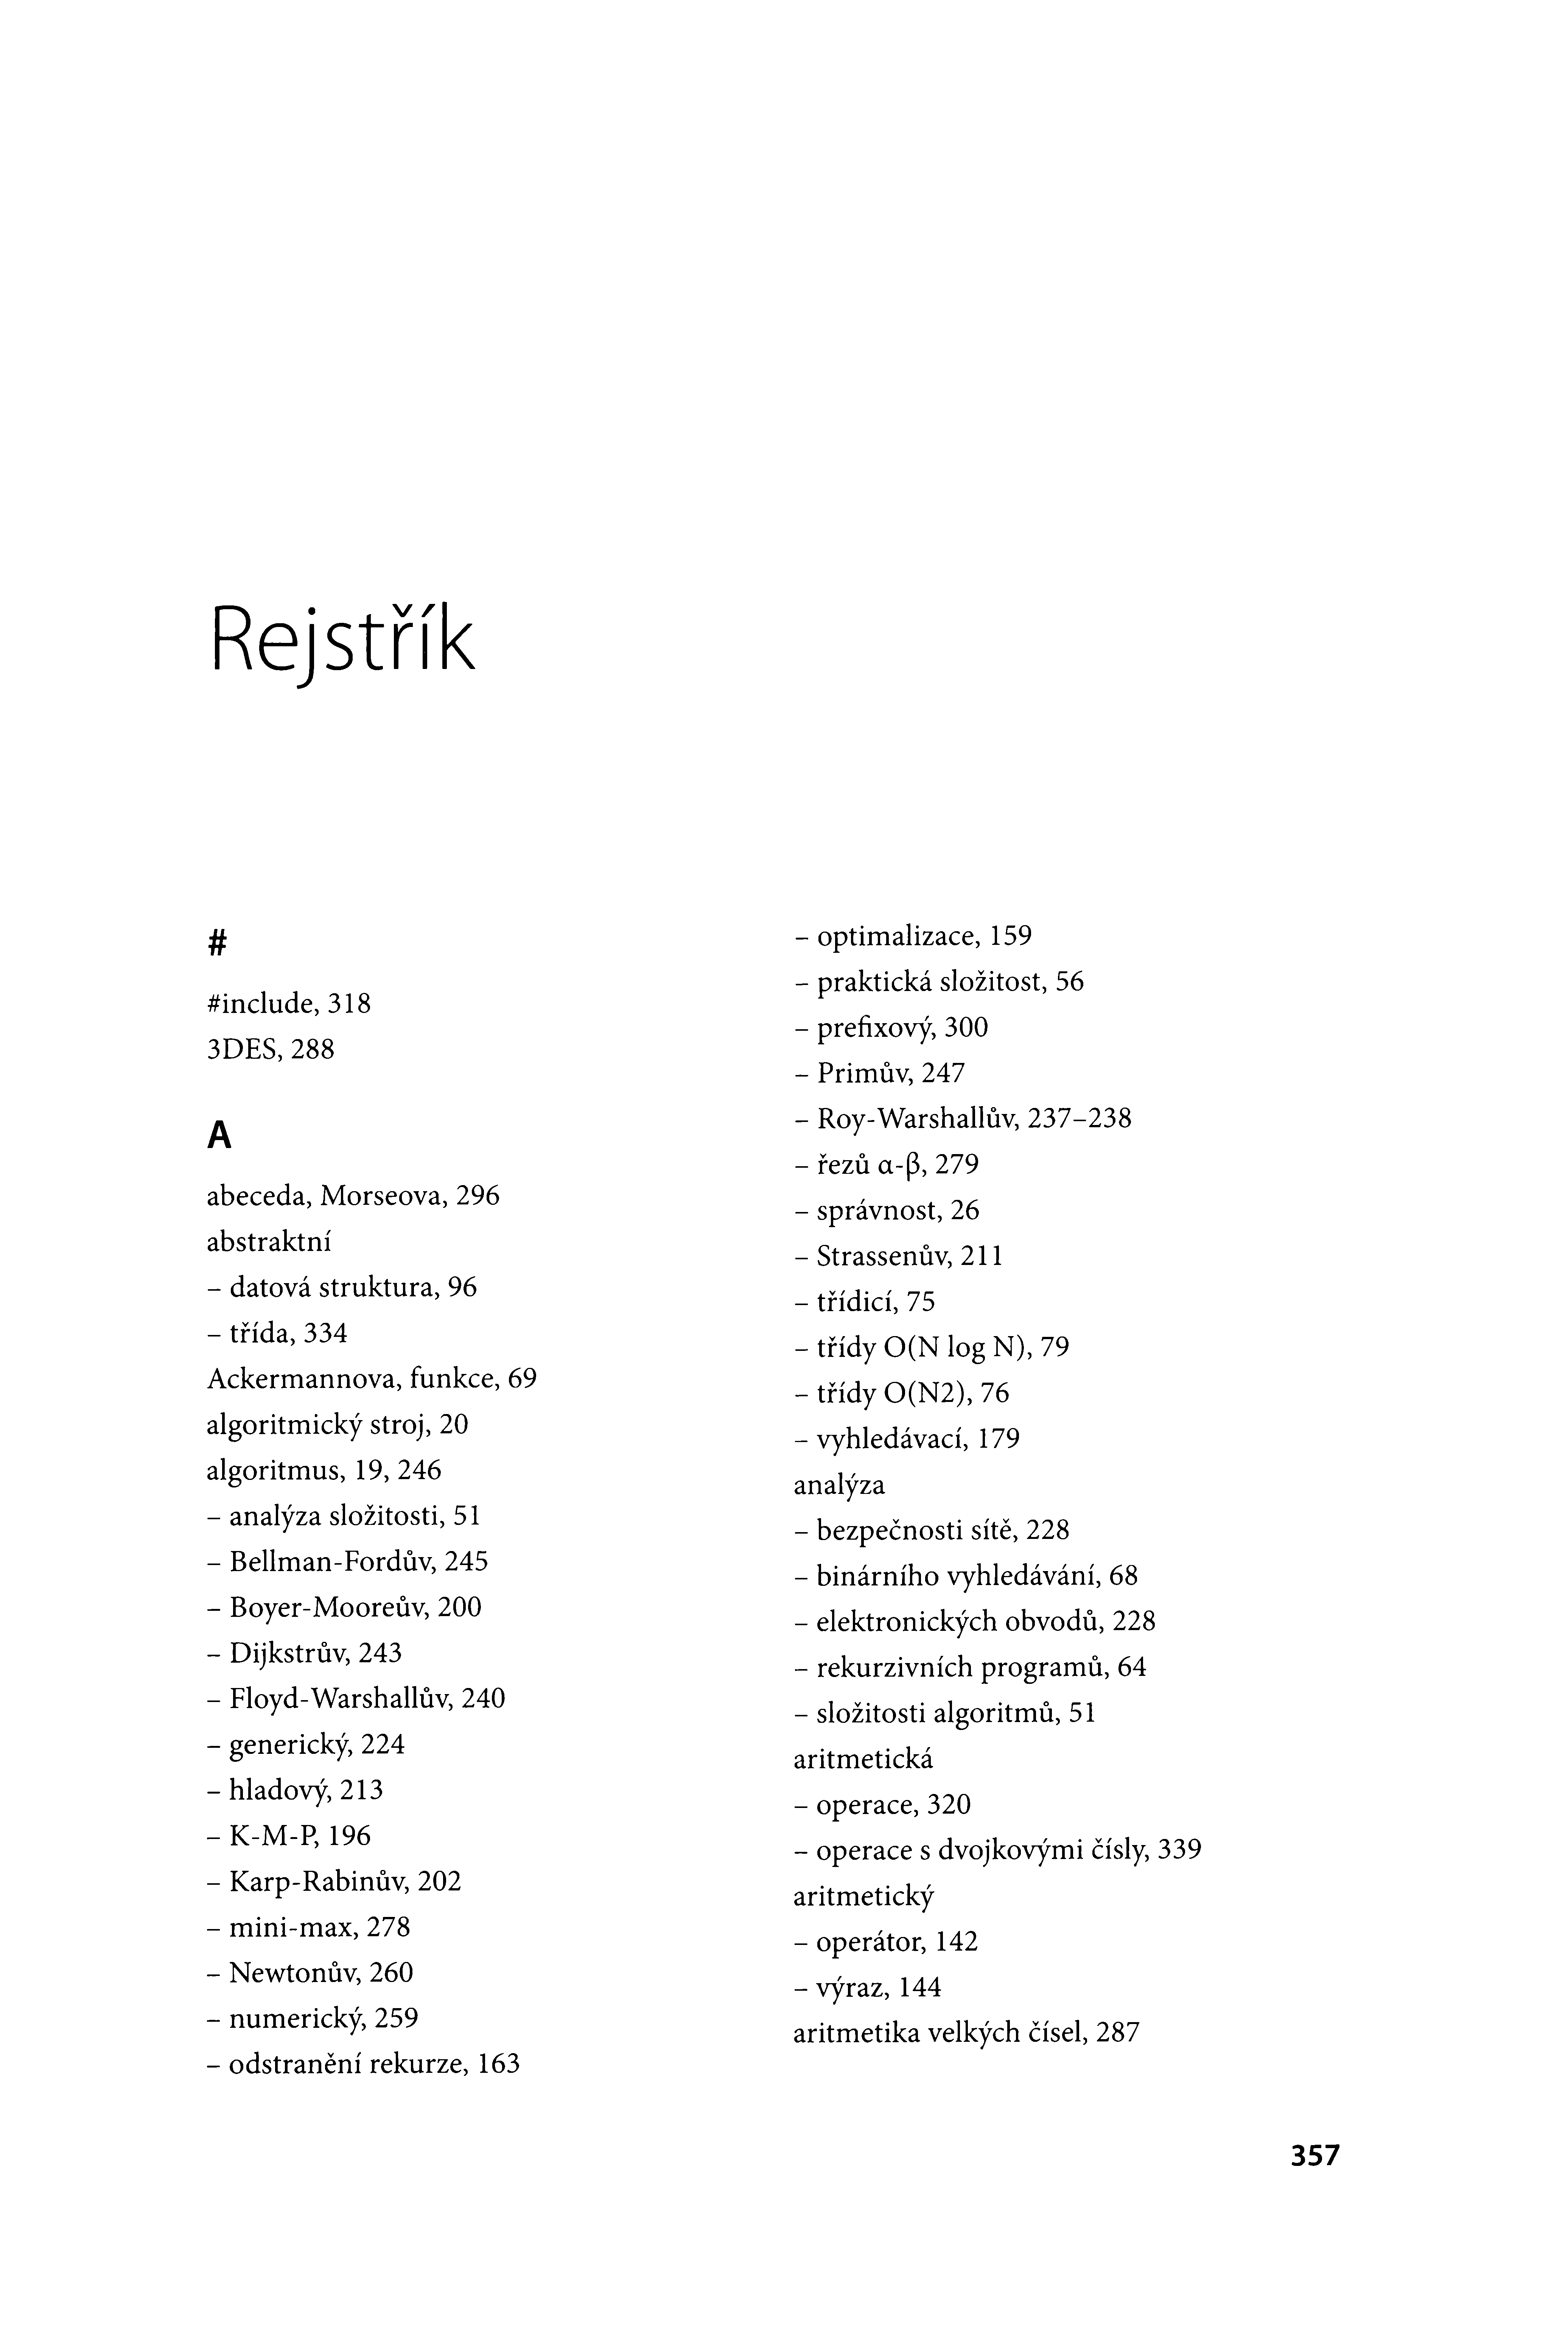 Rejstřík
#
#include, 318
3DES, 288
A
abeceda, Morseova, 296
abstraktní
– datová struktura, 96
– třída, 334
Ackermannova, funkce, 69
algoritmický stroj, 20
algoritmus, 19, 246
– analýza složitosti, 51
– Bellman-Fordův, 245
– Boyer-Mooreův, 200
– Dijkstrův, 243
– Floyd-Warshallův, 240
– generický, 224
– hladový, 213
– K-M-P, 196
– Karp-Rabinův, 202
– mini-max, 278
– Newtonův, 260
– numerický, 259
– odstranění rekurze, 163
– optimalizace, 159
– praktická složitost, 56
– prefixový, 300
– Primův, 247
– Roy-Warshallův, 237–238
– řezů α-β, 279
– správnost, 26
– Strassenův, 211
– třídicí, 75
– třídy O(N log N), 79
– třídy O(N2), 76
– vyhledávací, 179
analýza
– bezpečnosti sítě, 228
– binárního vyhledávání, 68
– elektronických obvodů, 228
– rekurzivních programů, 64
– složitosti algoritmů, 51
aritmetická
– operace, 320
– operace s dvojkovými čísly, 339
aritmetický
– operátor, 142
– výraz, 144
aritmetika velkých čísel, 287
357